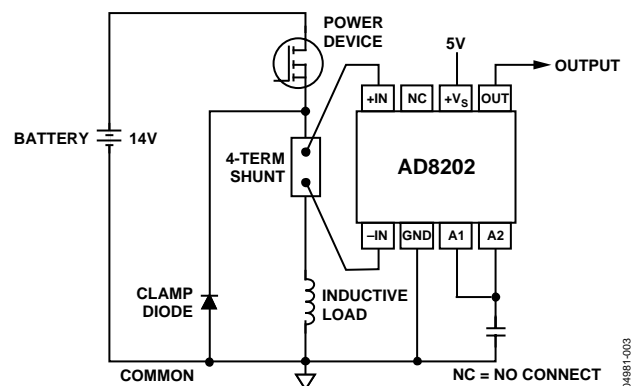 POWER
DEVICE
5V
OUTPUT
+IN NC +VS OUT
BATTERY 14V
4-TERM
SHUNT
AD8202
–IN GND A1 A2
CLAMP
DIODE
INDUCTIVE
LOAD
COMMON
NC = NO CONNECT
04981-003